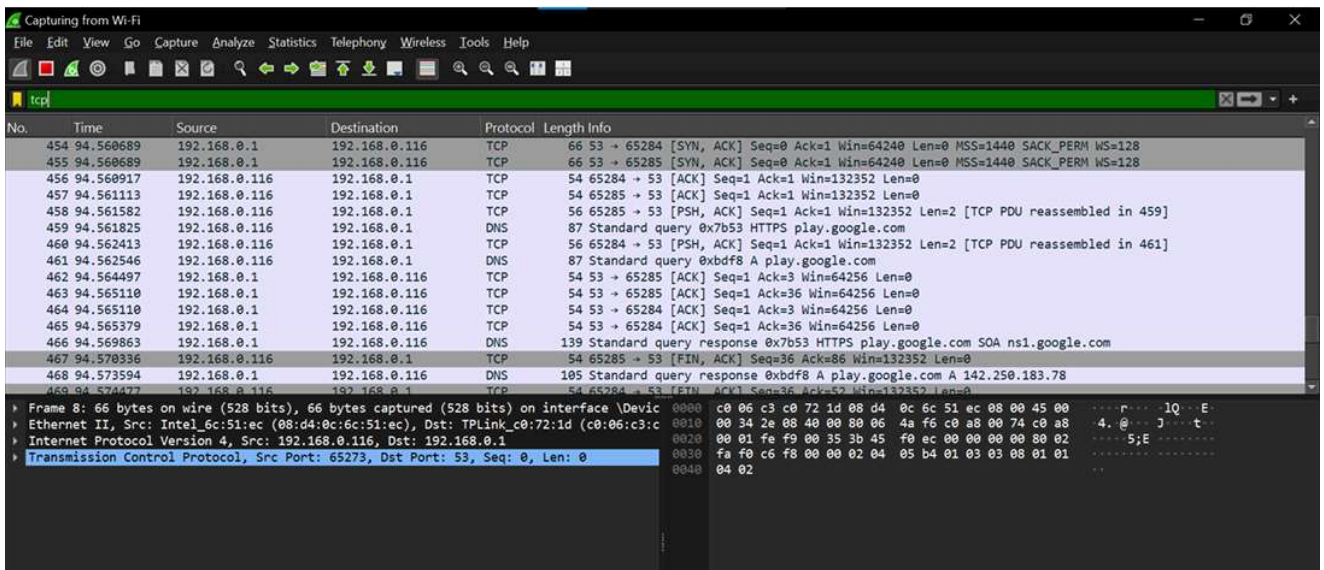 Capturing from Wi-Fi
File Edit View Go Capture Analyze Statistics Telephony Wireless Tools Help
tcp
No. Time Source Destination Protocol Length Info
454 94.560689 192.168.0.1 192.168.0.116 TCP 66 53 → 65284 [SYN, ACK] Seq=0 Ack=1 Win=64240 Len=0 MSS=1440 SACK_PERM WS=128
455 94.560689 192.168.0.1 192.168.0.116 TCP 66 53 → 65285 [SYN, ACK] Seq=0 Ack=1 Win=64240 Len=0 MSS=1440 SACK_PERM WS=128
456 94.560917 192.168.0.116 192.168.0.1 TCP 54 65284 → 53 [ACK] Seq=1 Ack=1 Win=132352 Len=0
457 94.561113 192.168.0.116 192.168.0.1 TCP 54 65285 → 53 [ACK] Seq=1 Ack=1 Win=132352 Len=0
458 94.561582 192.168.0.116 192.168.0.1 TCP 56 65285 → 53 [PSH, ACK] Seq=1 Ack=1 Win=132352 Len=2 [TCP PDU reassembled in 459]
459 94.561825 192.168.0.116 192.168.0.1 DNS 87 Standard query 0x7b53 HTTPS play.google.com
460 94.562413 192.168.0.116 192.168.0.1 TCP 56 65284 → 53 [PSH, ACK] Seq=1 Ack=1 Win=132352 Len=2 [TCP PDU reassembled in 461]
461 94.562546 192.168.0.116 192.168.0.1 DNS 87 Standard query 0xbdf8 A play.google.com
462 94.564497 192.168.0.1 192.168.0.116 TCP 54 53 → 65285 [ACK] Seq=1 Ack=3 Win=64256 Len=0
463 94.565110 192.168.0.1 192.168.0.116 TCP 54 53 → 65285 [ACK] Seq=1 Ack=36 Win=64256 Len=0
464 94.565110 192.168.0.1 192.168.0.116 TCP 54 53 → 65284 [ACK] Seq=1 Ack=3 Win=64256 Len=0
465 94.565379 192.168.0.1 192.168.0.116 TCP 54 53 → 65284 [ACK] Seq=1 Ack=36 Win=64256 Len=0
466 94.569863 192.168.0.1 192.168.0.116 DNS 139 Standard query response 0x7b53 HTTPS play.google.com SOA ns1.google.com
467 94.570336 192.168.0.116 192.168.0.1 TCP 54 65285 → 53 [FIN, ACK] Seq=36 Ack=86 Win=132352 Len=0
468 94.573594 192.168.0.1 192.168.0.116 DNS 105 Standard query response 0xbdf8 A play.google.com A 142.250.183.78
469 94.574477 192.168.0.116 192.168.0.1 TCP 54 65284 → 53 [FIN, ACK] Seq=36 Ack=52 Win=132352 Len=0
Frame 8: 66 bytes on wire (528 bits), 66 bytes captured (528 bits) on interface \Devic
Ethernet II, Src: Intel_6c:51:ec (08:d4:0c:6c:51:ec), Dst: TPLink_c0:72:1d (c0:06:c3:c
Internet Protocol Version 4, Src: 192.168.0.116, Dst: 192.168.0.1
Transmission Control Protocol, Src Port: 65273, Dst Port: 53, Seq: 0, Len: 0
0000 c0 06 c3 c0 72 1d 08 d4 0c 6c 51 ec 08 00 45 00 ····r··· ·lQ···E·
0010 00 34 2e 08 40 00 80 06 4a f6 c0 a8 00 74 c0 a8 ·4.·@··· J····t··
0020 00 01 fe f9 00 35 3b 45 f0 ec 00 00 00 00 80 02 ·····5;E ········
0030 fa f0 c6 f8 00 00 02 04 05 b4 01 03 03 08 01 01 ········ ········
0040 04 02 ··